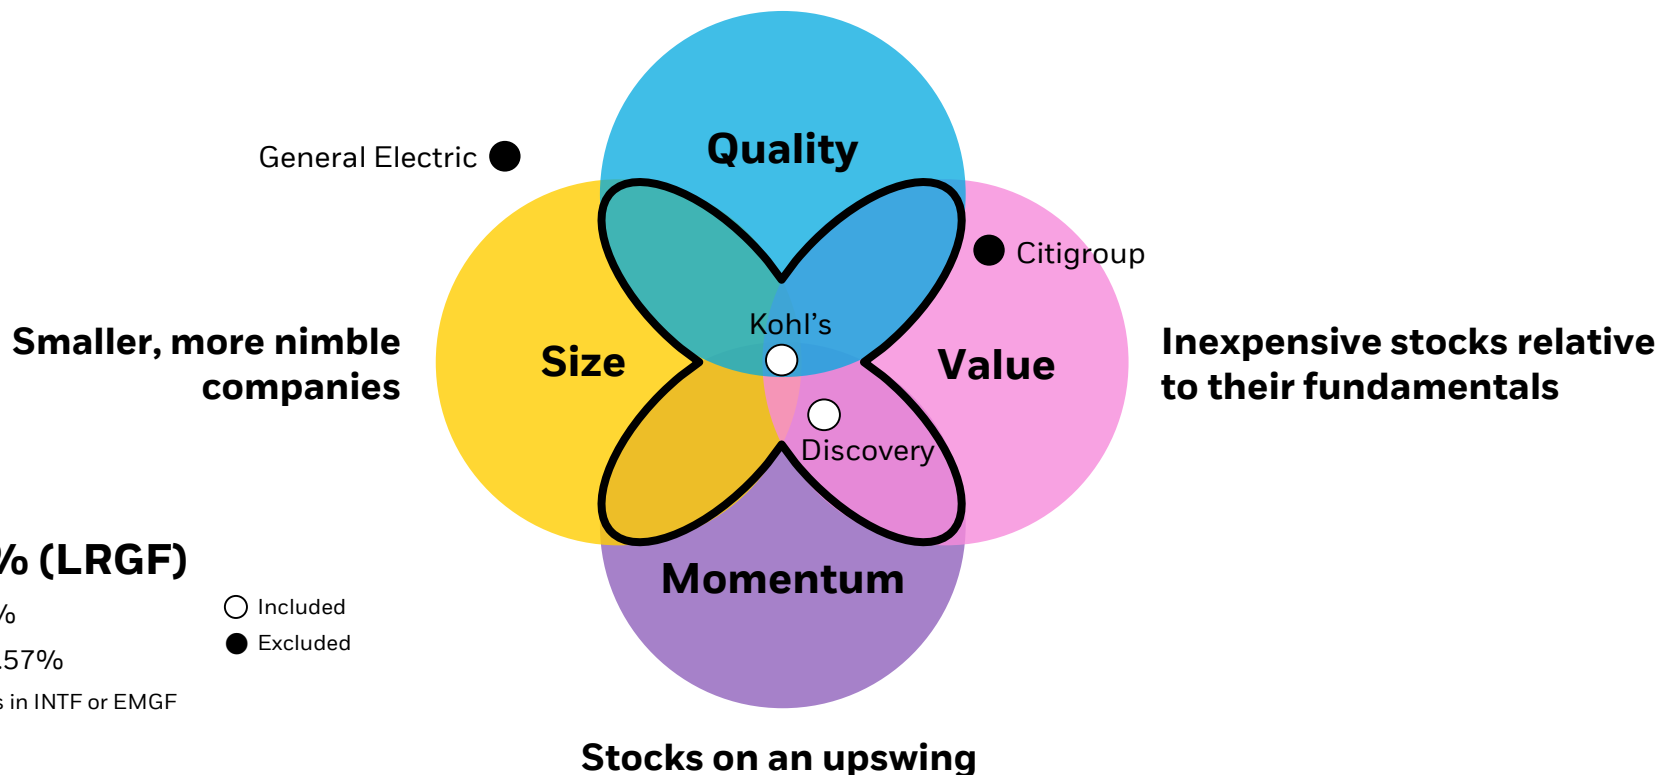 Quality
General Electric
Citigroup
Kohl's
Smaller, more nimble
companies
Size
Value
Inexpensive stocks relative
to their fundamentals
Discovery
% (LRGF)
%
.57%
Included
Excluded
s in INTF or EMGF
Momentum
Stocks on an upswing